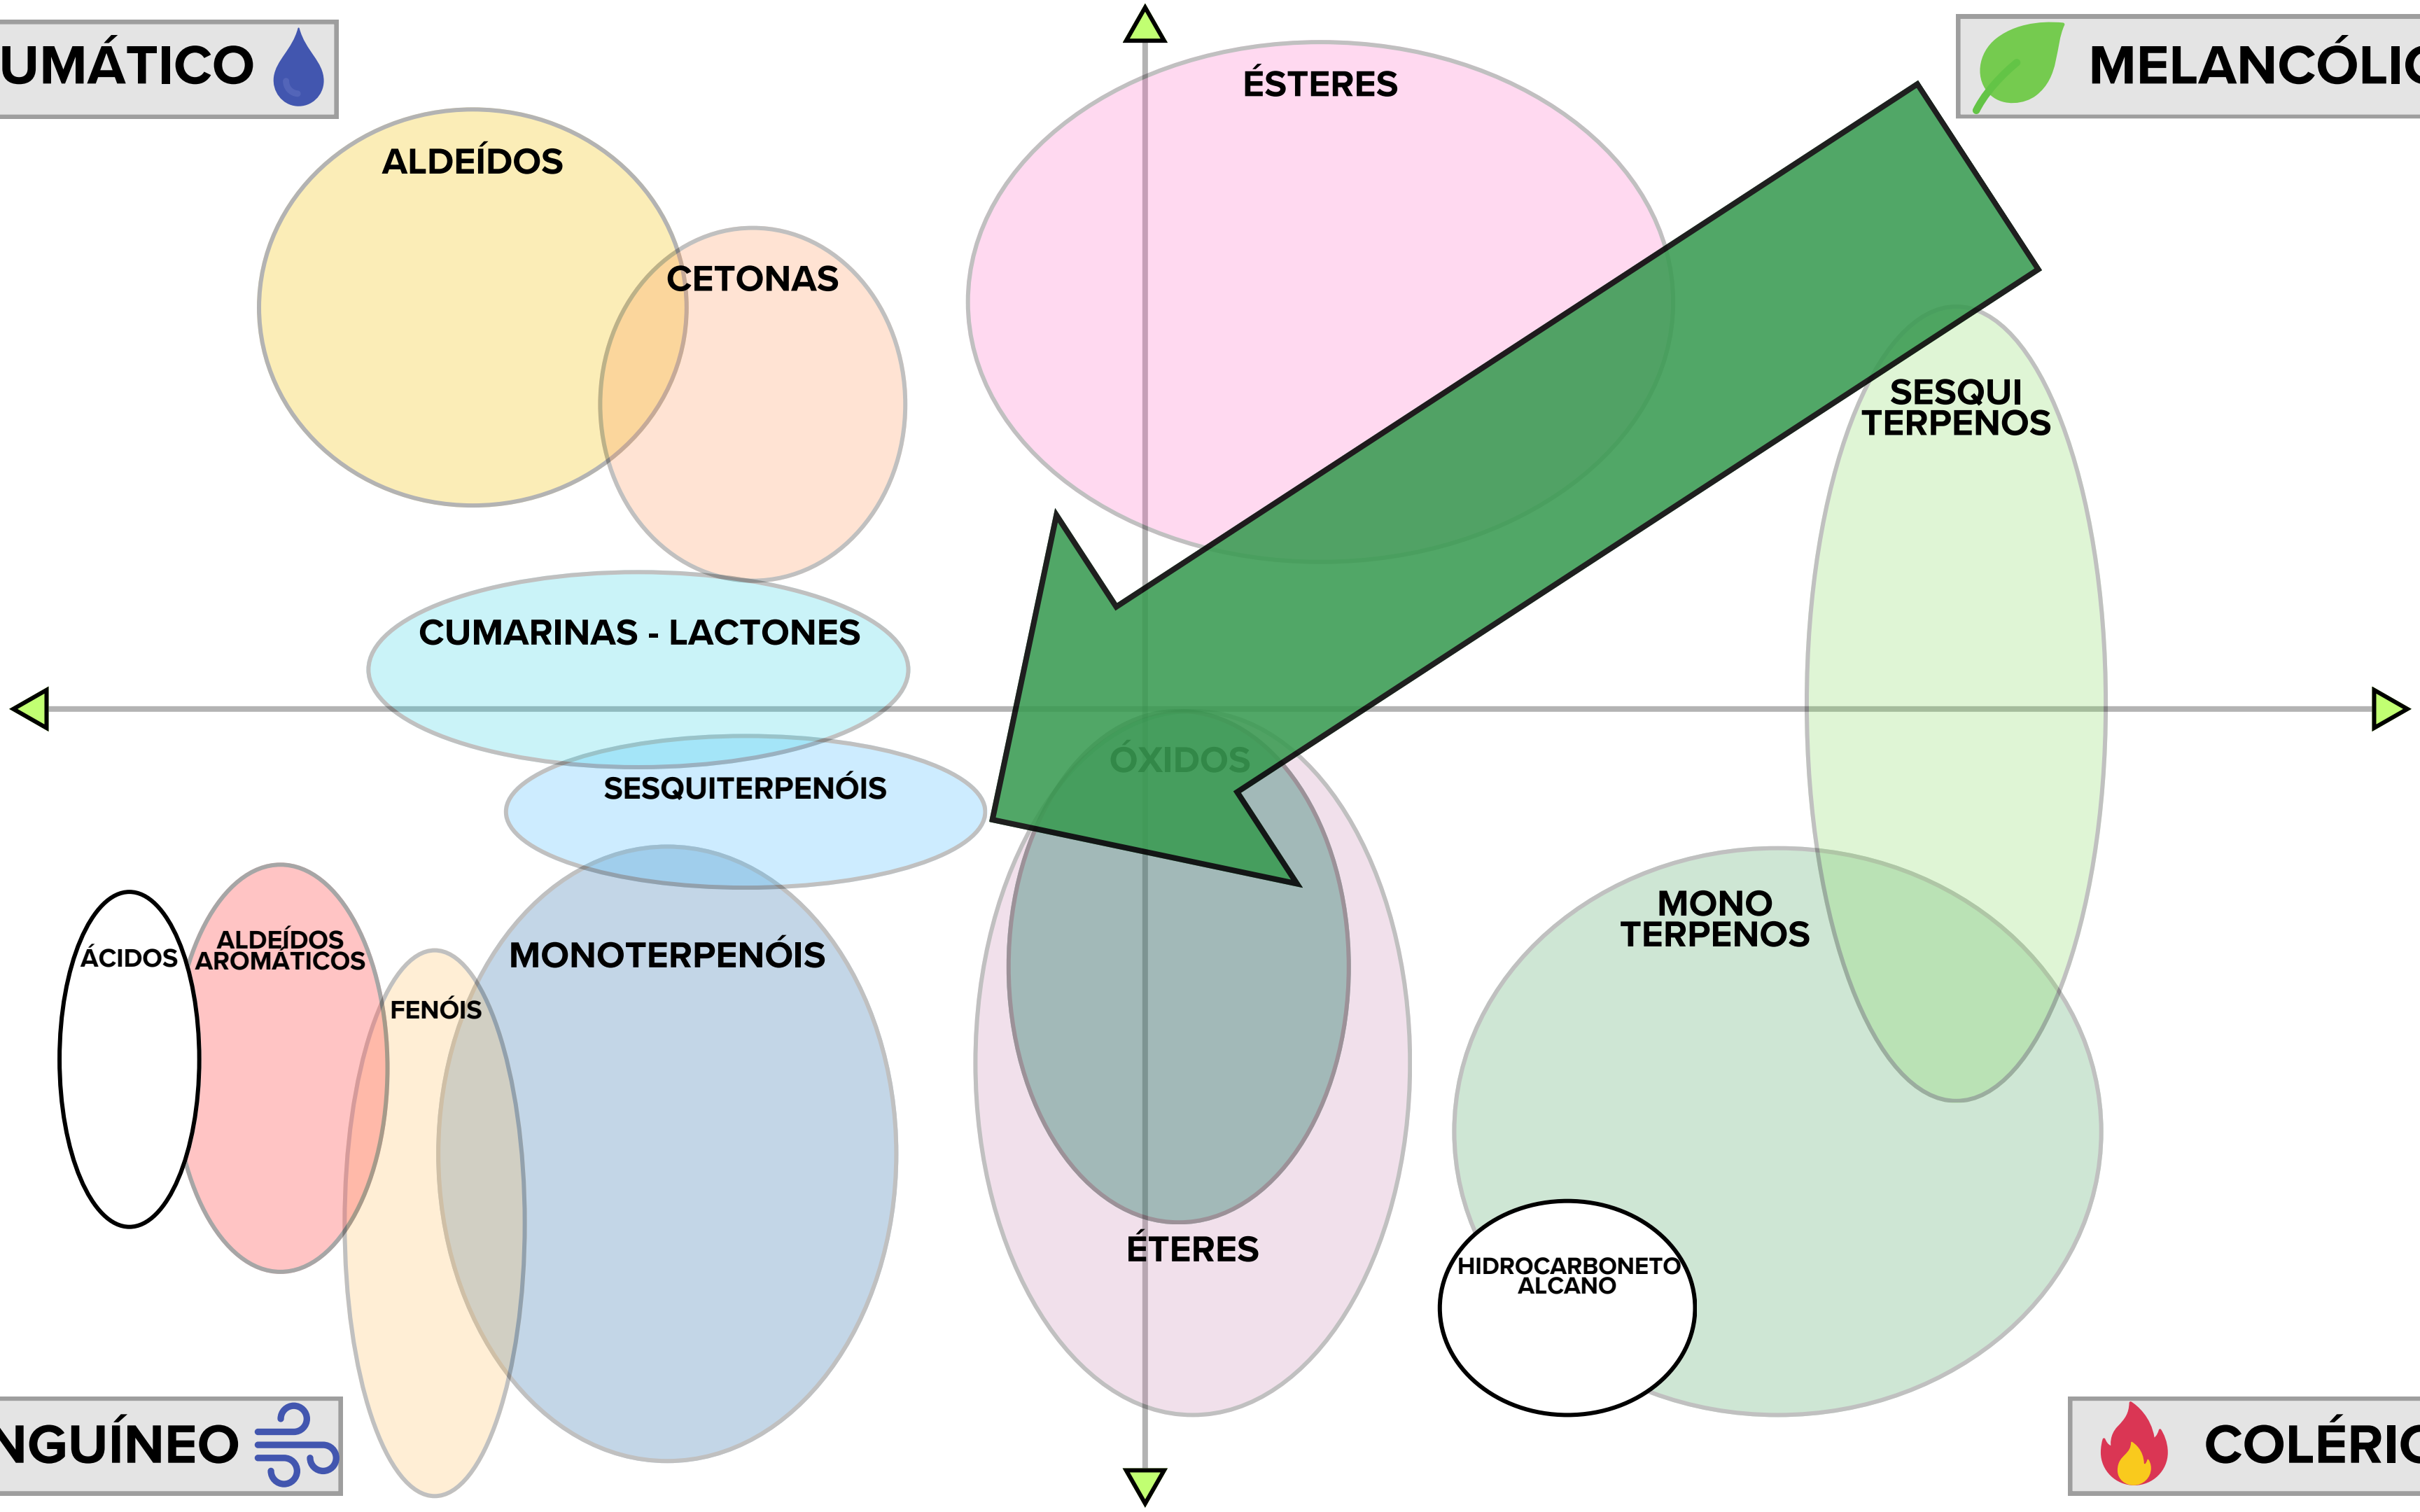 UMÁTICO
MELANCÓLIC
ÉSTERES
ALDEÍDOS
CETONAS
SESQUI
TERPENOS
CUMARINAS - LACTONES
ÓXIDOS
SESQUITERPENÓIS
MONO
TERPENOS
ALDEÍDOS
AROMÁTICOS
ÁCIDOS
MONOTERPENÓIS
FENÓIS
ÉTERES
HIDROCARBONETO
ALCANO
NGUÍNEO
COLÉRIC